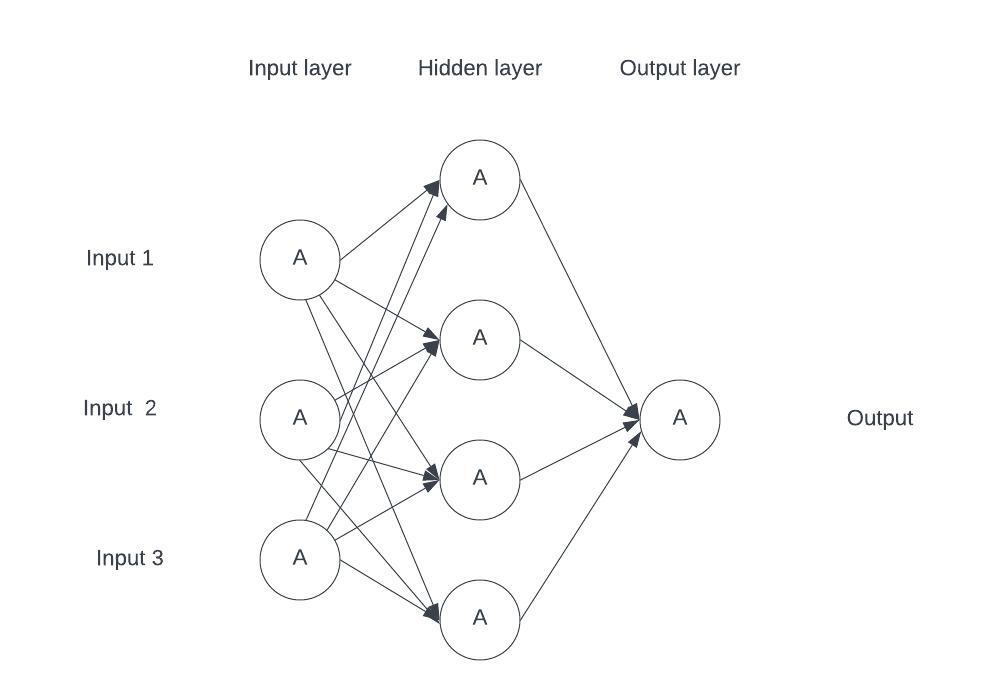 Input layer Hidden layer Output layer
A
Input 1 A
A
Input  2 A
A Output
A
Input 3 A
A